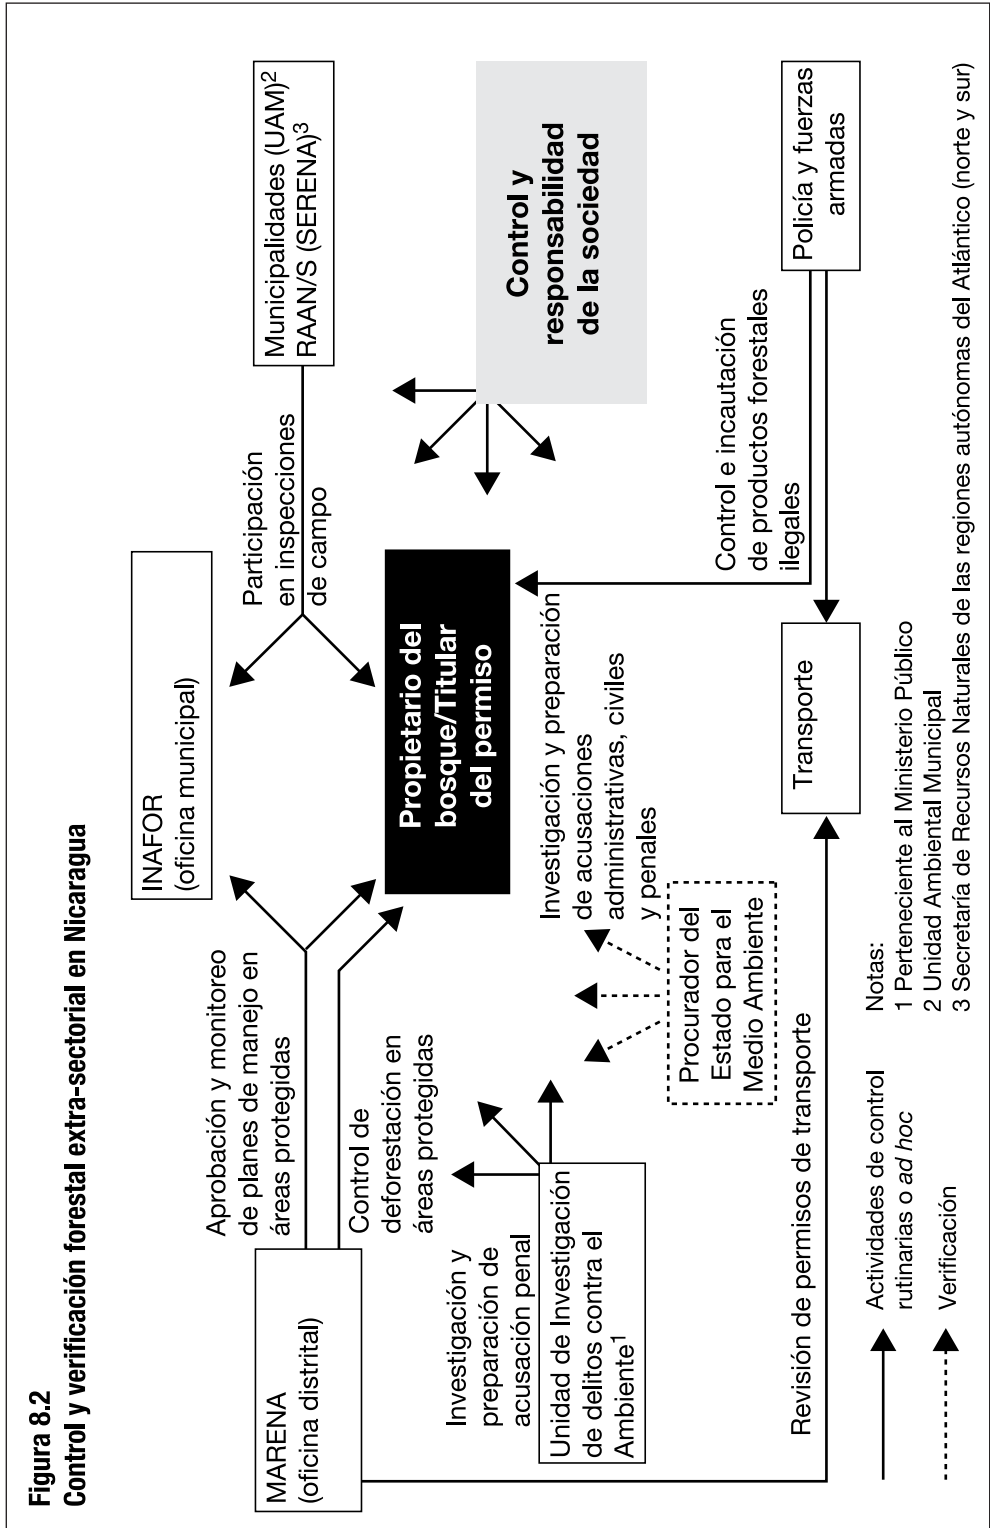 Figura 8.2
Control y verificación forestal extra-sectorial en Nicaragua
INAFOR
(oficina municipal)
MARENA
(oficina distrital)
Aprobación y monitoreo
de planes de manejo en
áreas protegidas
Participación
en inspecciones
de campo
Municipalidades (UAM)2
RAAN/S (SERENA)3
Control de
deforestación en
áreas protegidas
Propietario del
bosque/Titular
del permiso
Control y
responsabilidad
de la sociedad
Investigación y
preparación de
acusación penal
Unidad de Investigación
de delitos contra el
Ambiente1
Investigación y preparación
de acusaciones
administrativas, civiles
y penales
Procurador del
Estado para el
Medio Ambiente
Control e incautación
de productos forestales
ilegales
Policía y fuerzas
armadas
Revisión de permisos de transporte
Transporte
Actividades de control
rutinarias o ad hoc
Verificación
Notas:
1 Perteneciente al Ministerio Público
2 Unidad Ambiental Municipal
3 Secretaría de Recursos Naturales de las regiones autónomas del Atlántico (norte y sur)